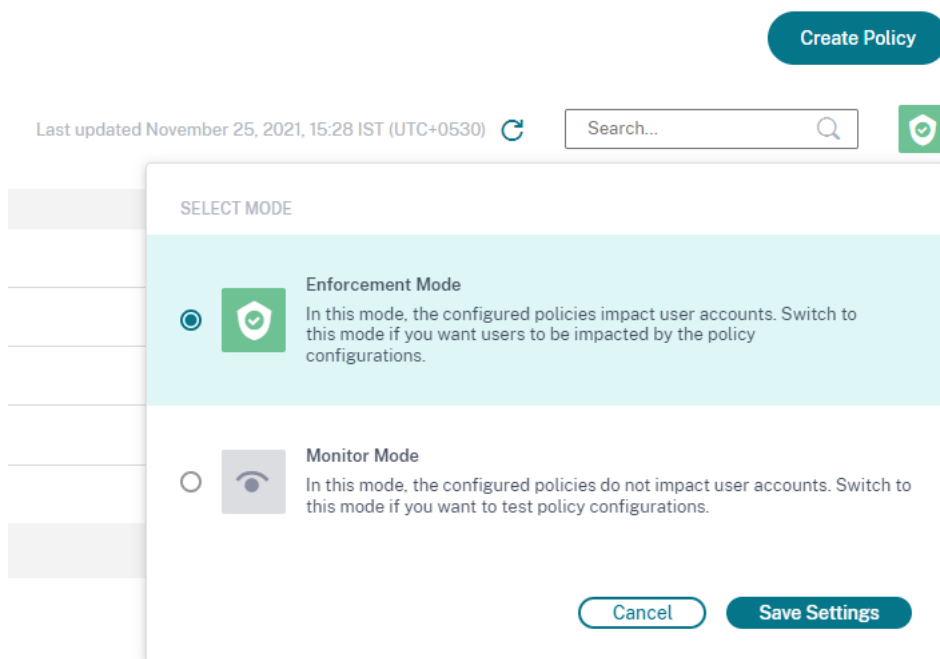 Create Policy
Last updated November 25, 2021, 15:28 IST (UTC+0530)
Search...
SELECT MODE
Enforcement Mode
In this mode, the configured policies impact user accounts. Switch to
this mode if you want users to be impacted by the policy
configurations.
Monitor Mode
In this mode, the configured policies do not impact user accounts. Switch to
this mode if you want to test policy configurations.
Cancel
Save Settings